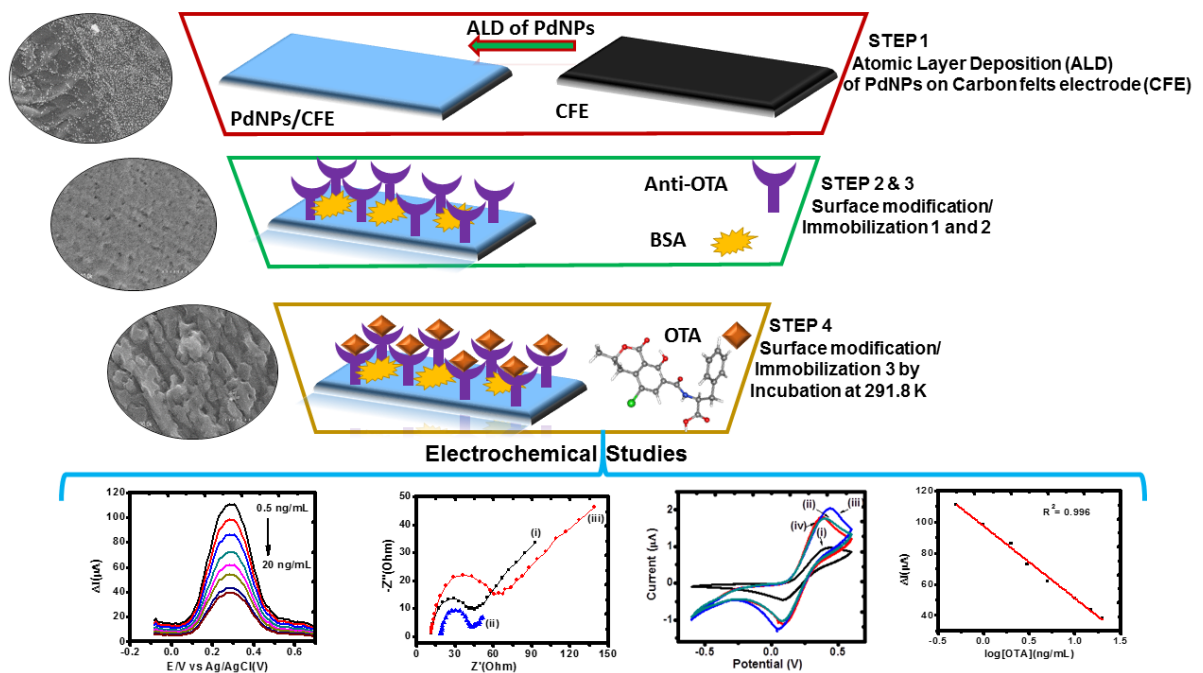 ALD of PdNPs
PdNPs/CFE
CFE
STEP 1
Atomic Layer Deposition (ALD)
of PdNPs on Carbon felts electrode (CFE)
Anti-OTA
BSA
STEP 2 & 3
Surface modification/
Immobilization 1 and 2
OTA
STEP 4
Surface modification/
Immobilization 3 by
Incubation at 291.8 K
Electrochemical Studies
120
100
80
60
40
20
0
ΔI(µA)
0.5 ng/mL
20 ng/mL
-0.2 0.0 0.2 0.4 0.6
E/V vs Ag/AgCl(V)
50
40
30
20
10
0
-Z"(Ohm)
(i)
(ii)
(iii)
0 30 60 90 120 150
Z'(Ohm)
2
1
0
-1
Current (µA)
(ii)
(iii)
(iv)
(i)
-0.5 0.0 0.5
Potential (V)
120
100
80
60
40
ΔI(µA)
R²= 0.996
-0.5 0.0 0.5 1.0 1.5
log[OTA](ng/mL)